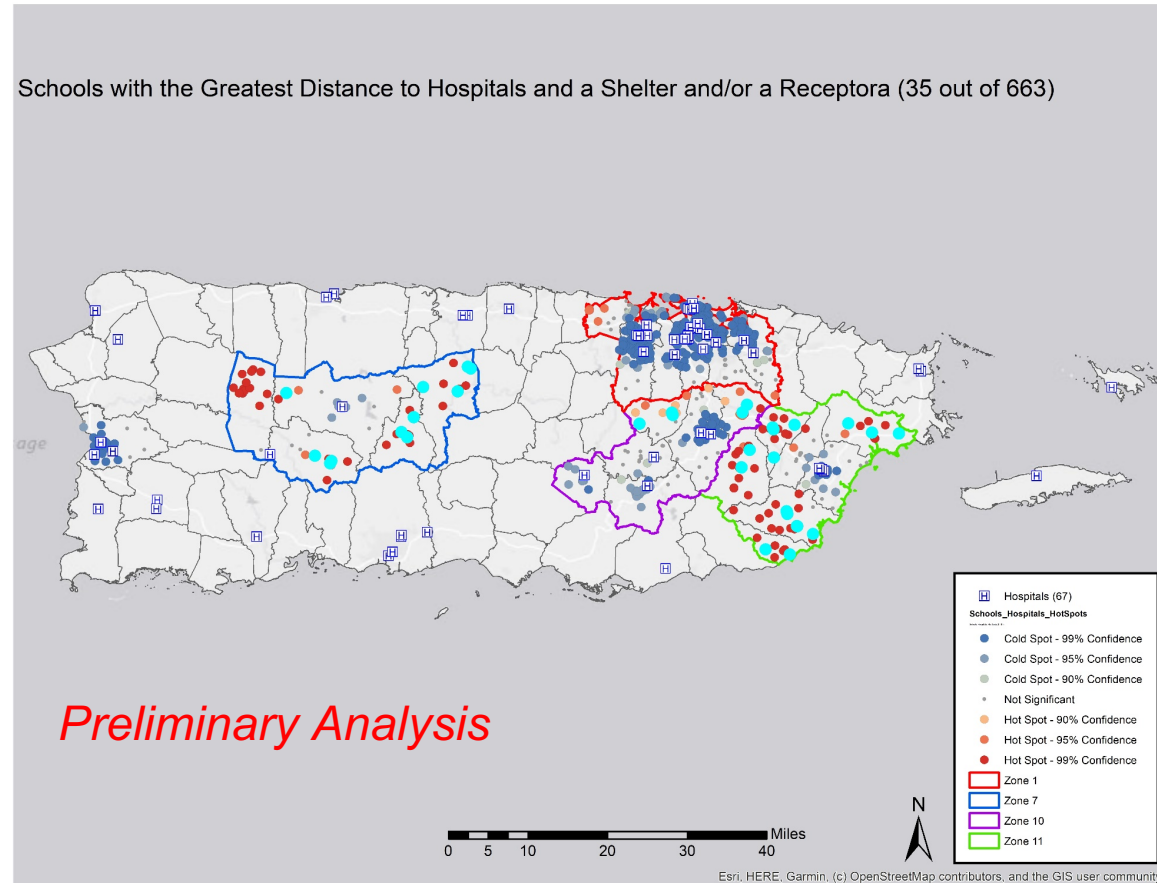 Schools with the Greatest Distance to Hospitals and a Shelter and/or a Receptora (35 out of 663)
age
Preliminary Analysis
Hospitals (67)
Schools_Hospitals_HotSpots
Cold Spot - 99% Confidence
Cold Spot - 95% Confidence
Cold Spot - 90% Confidence
Not Significant
Hot Spot - 90% Confidence
Hot Spot - 95% Confidence
Hot Spot - 99% Confidence
Zone 1
Zone 7
Zone 10
Zone 11
N
Miles
0 5 10 20 30 40
Esri, HERE, Garmin, (c) OpenStreetMap contributors, and the GIS user community